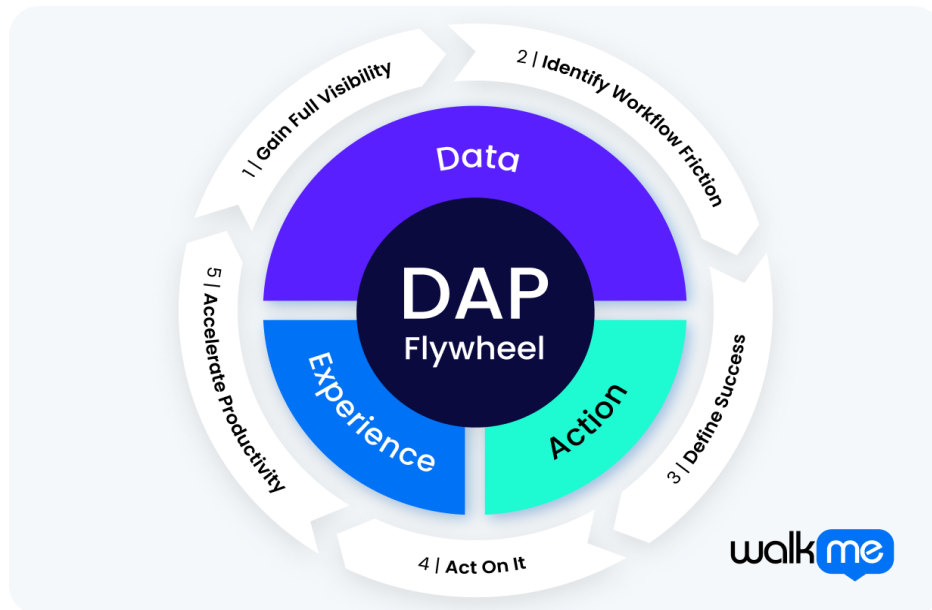 1 | Gain Full Visibility
2 | Identify Workflow Friction
3 | Define Success
4 | Act On It
5 | Accelerate Productivity
Data
DAP
Flywheel
Experience
Action
walkme